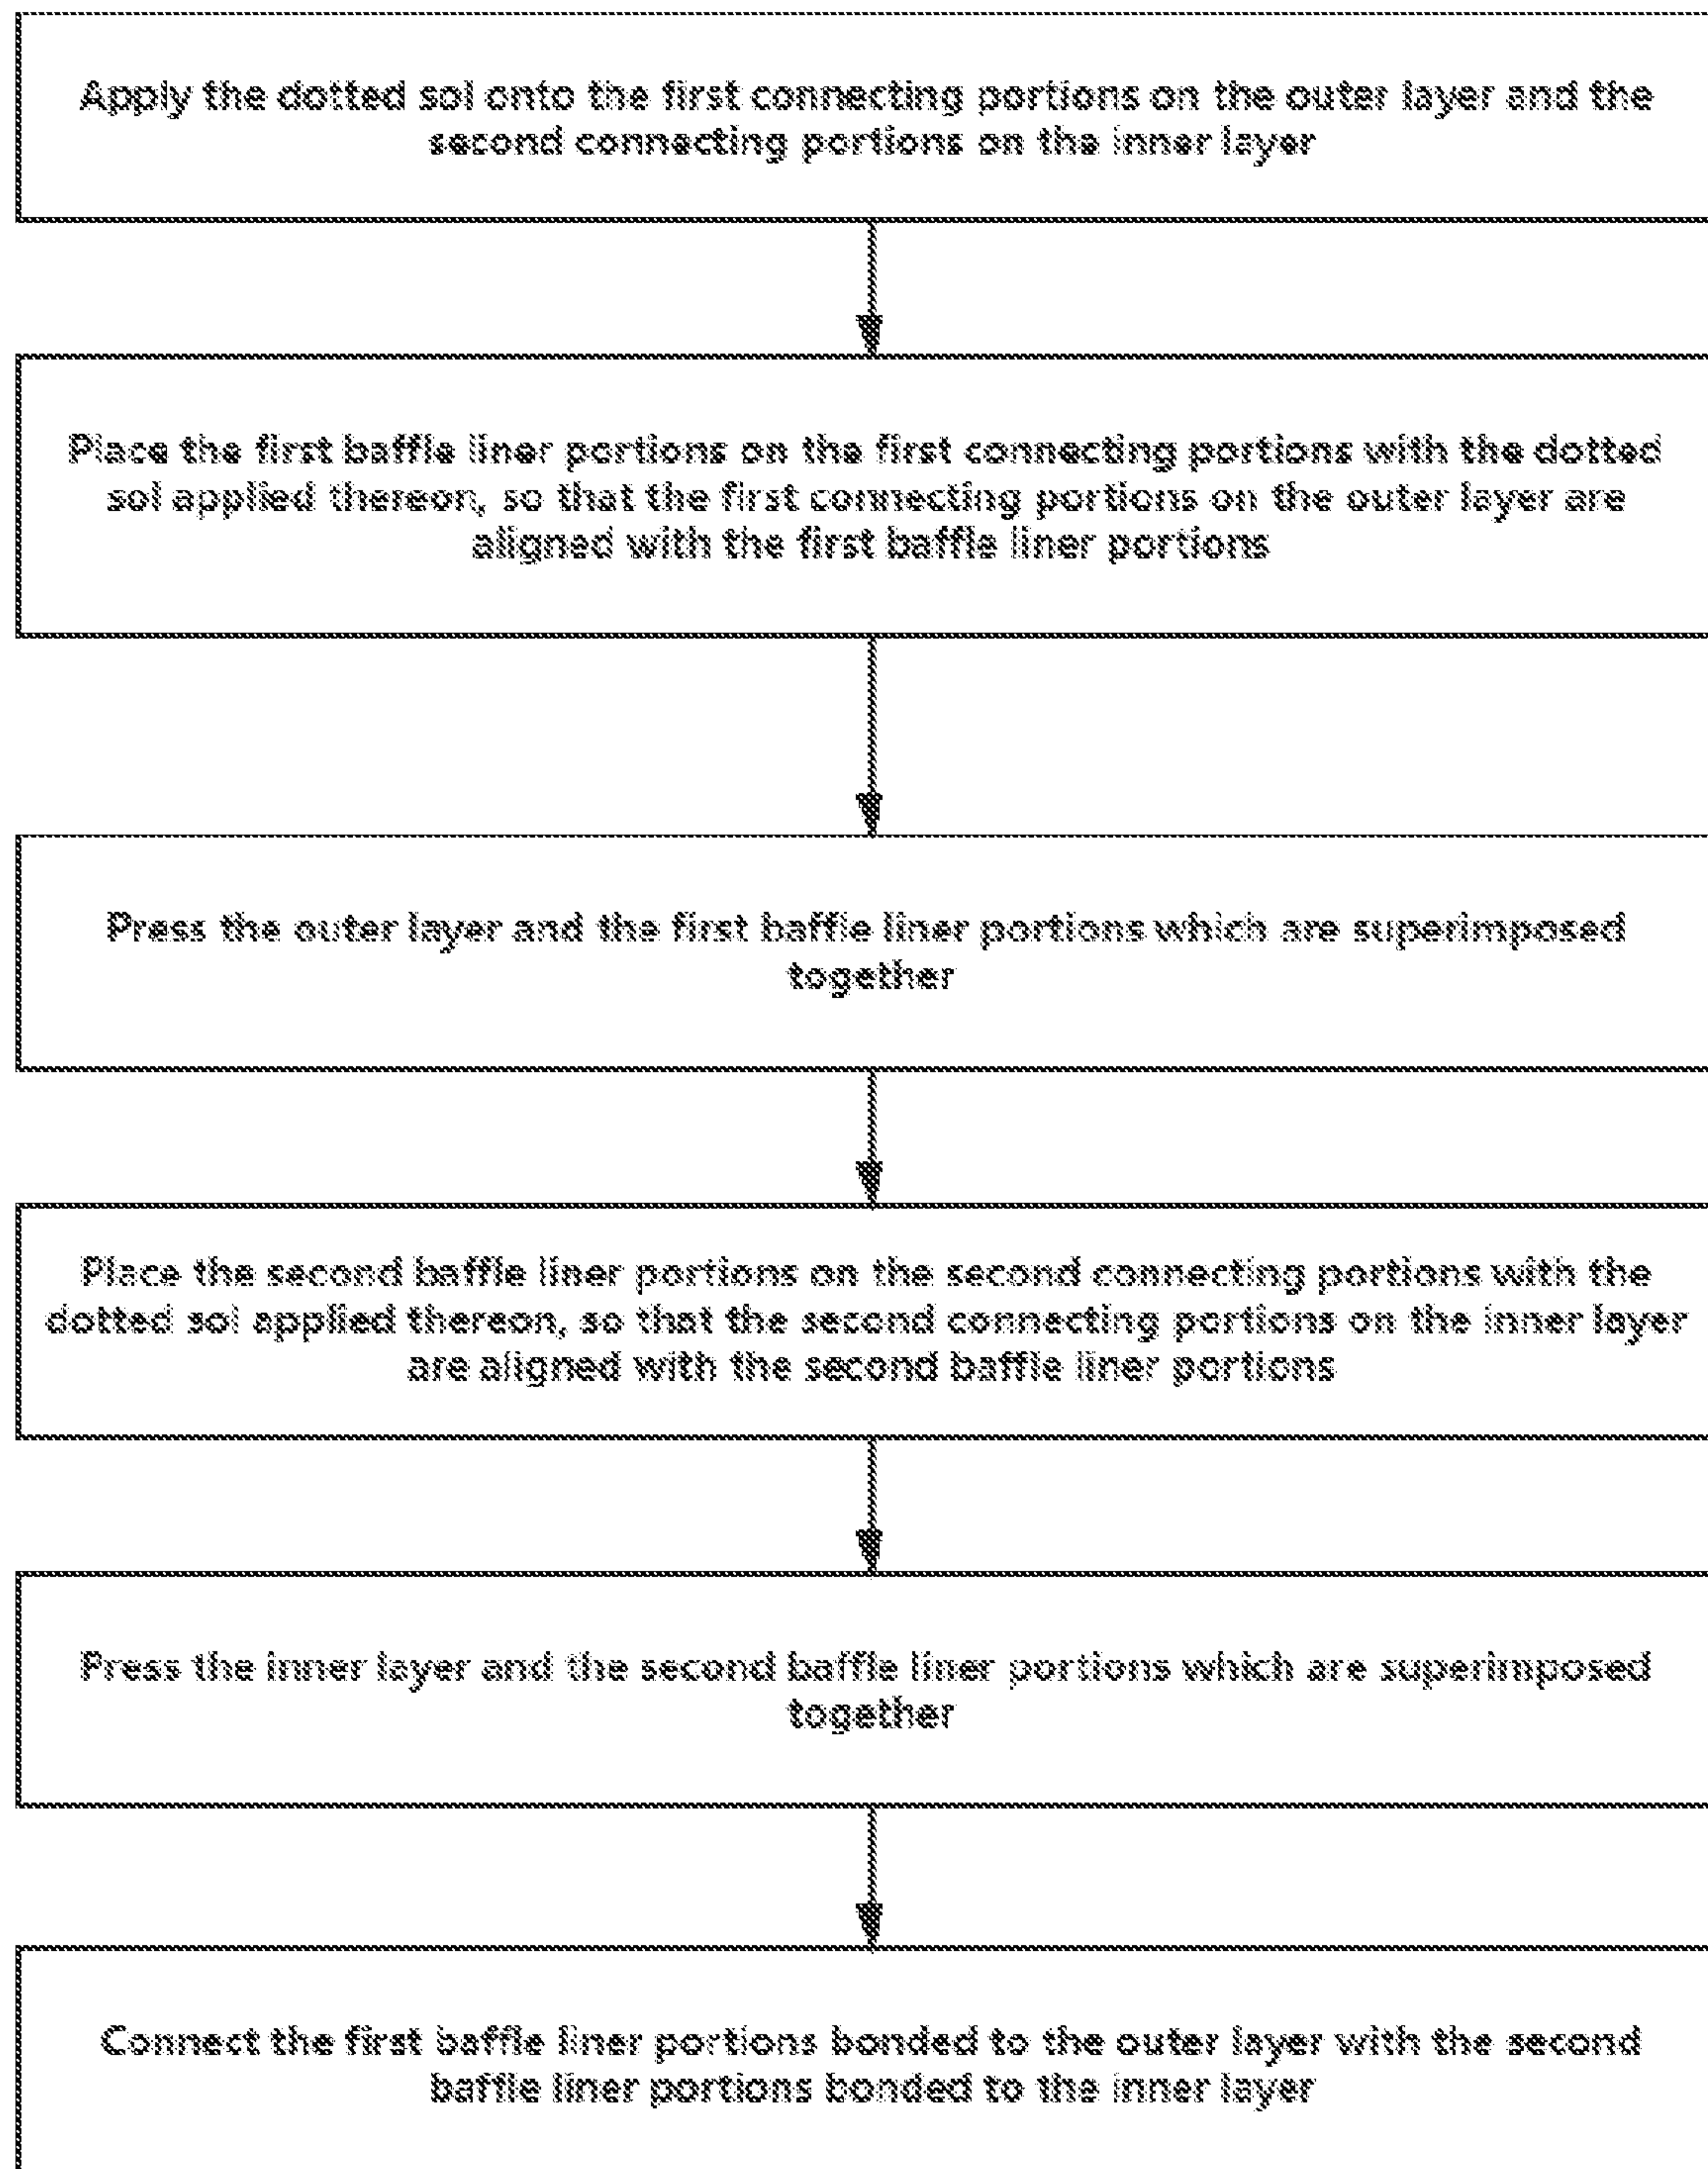 Apply the dotted sol onto the first connecting portions on the outer layer and the
second connecting portions on the inner layer
Place the first baffle liner portions on the first connecting portions with the dotted
sol applied thereon, so that the first connecting portions on the outer layer are
aligned with the first baffle liner portions
Press the outer layer and the first baffle liner portions which are superimposed
together
Place the second baffle liner portions on the second connecting portions with the
dotted sol applied thereon, so that the second connecting portions on the inner layer
are aligned with the second baffle liner portions
Press the inner layer and the second baffle liner portions which are superimposed
together
Connect the first baffle liner portions bonded to the outer layer with the second
baffle liner portions bonded to the inner layer